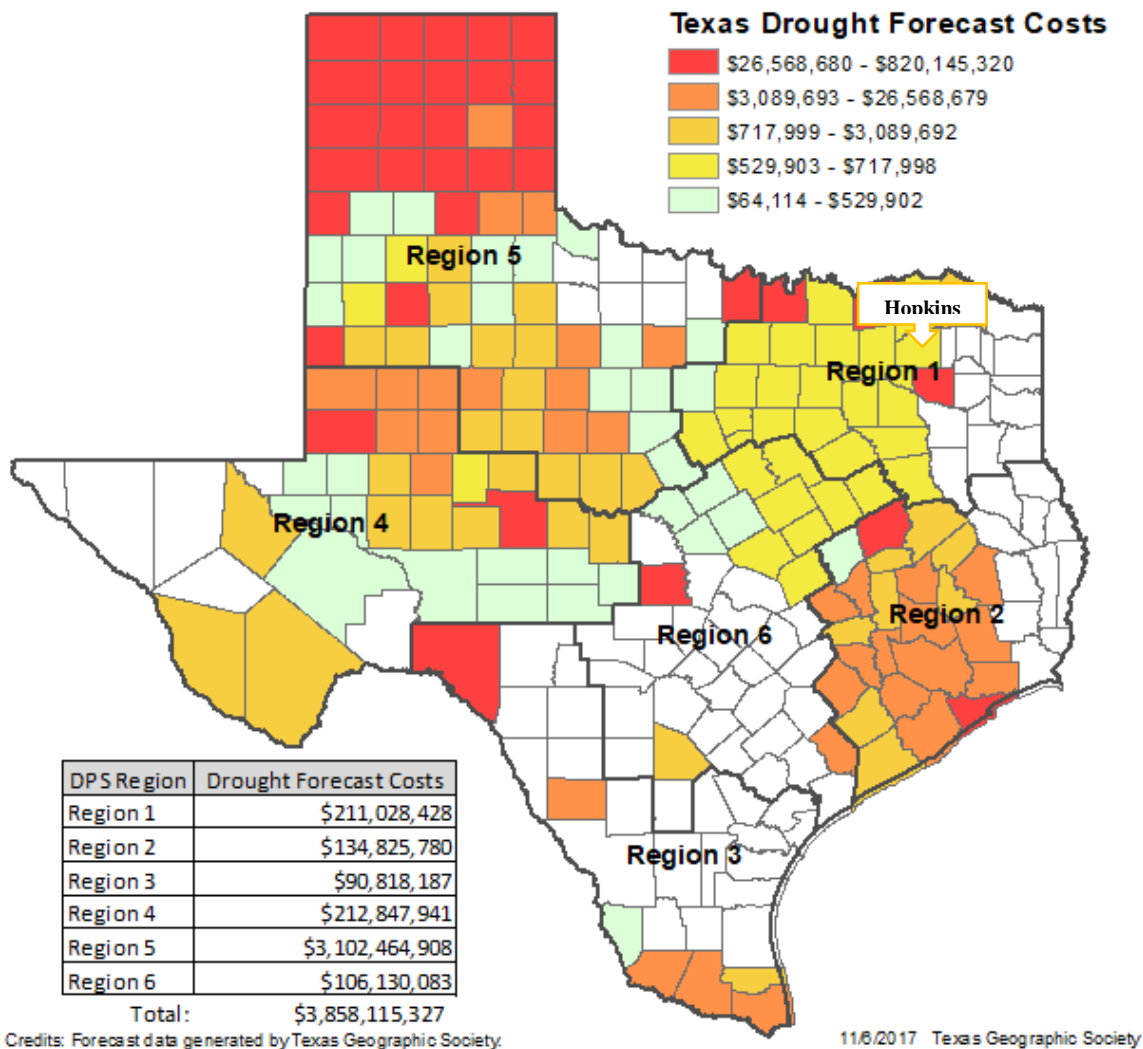 Texas Drought Forecast Costs
$26,568,680 - $820,145,320
$3,089,693 - $26,568,679
$717,999 - $3,089,692
$529,903 - $717,998
$64,114 - $529,902
Region 5
Hopkins
Region 1
Region 4
Region 2
Region 6
Region 3
DPS Region Drought Forecast Costs
Region 1 $211,028,428
Region 2 $134,825,780
Region 3 $90,818,187
Region 4 $212,847,941
Region 5 $3,102,464,908
Region 6 $106,130,083
Total: $3,858,115,327
Credits: Forecast data generated by Texas Geographic Society.
11/6/2017 Texas Geographic Society